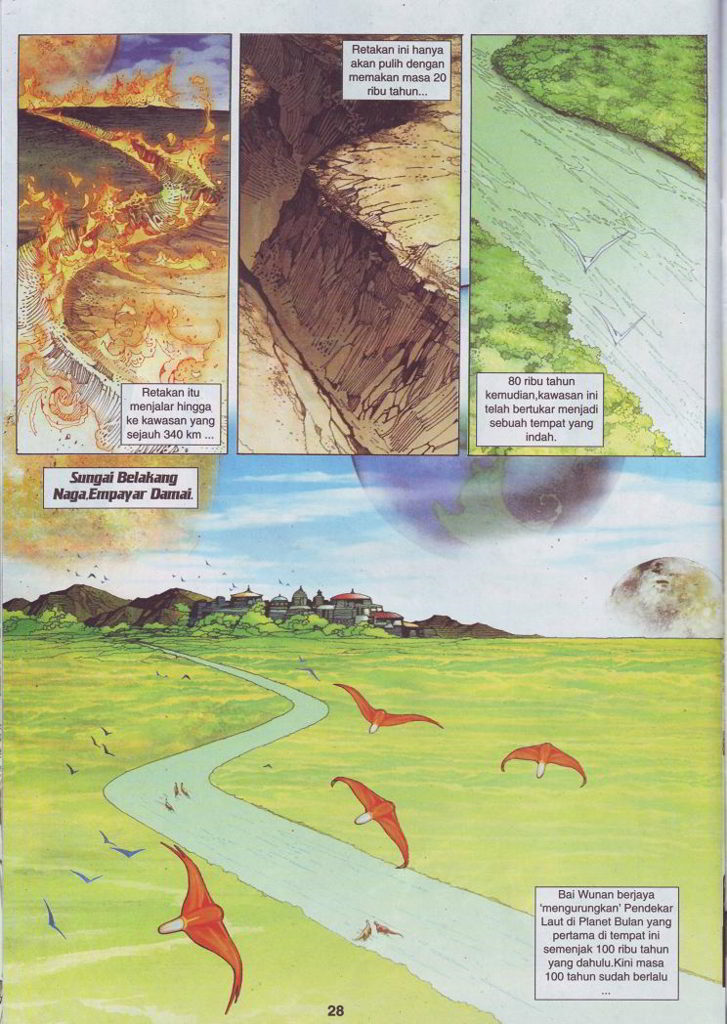 Retakan itu
menjalar hingga
ke kawasan yang
sejauh 340 km ...
Retakan ini hanya
akan pulih dengan
memakan masa 20
ribu tahun...
80 ribu tahun
kemudian,kawasan ini
telah bertukar menjadi
sebuah tempat yang
indah.
Sungai Belakang
Naga,Empayar Damai.
Bai Wunan berjaya
'mengurungkan' Pendekar
Laut di Planet Bulan yang
pertama di tempat ini
semenjak 100 ribu tahun
yang dahulu.Kini masa
100 tahun sudah berlalu
...
28